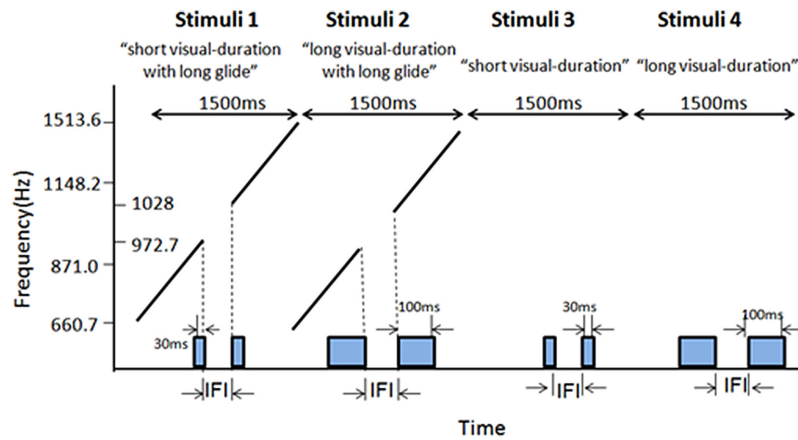 Stimuli 1
Stimuli 2
Stimuli 3
Stimuli 4
“short visual-duration
with long glide”
“long visual-duration
with long glide”
“short visual-duration”
“long visual-duration”
1500ms
1500ms
1500ms
1500ms
Frequency(Hz)
1513.6
1148.2
1028
972.7
871.0
660.7
30ms
100ms
30ms
100ms
IFI
IFI
IFI
IFI
Time